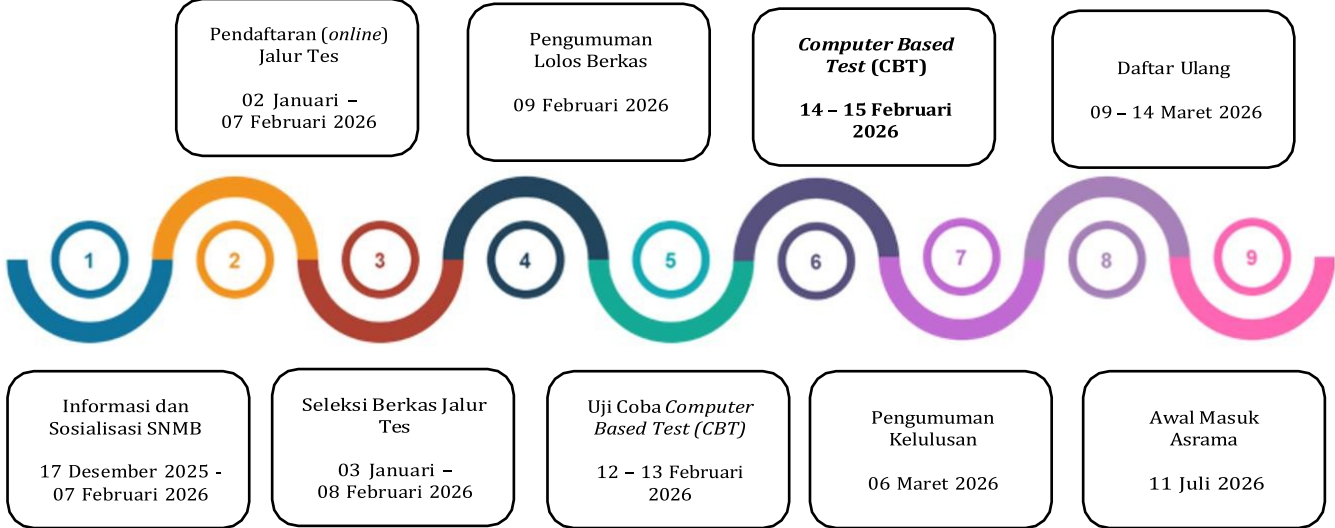 Pendaftaran (online)
Jalur Tes
02 Januari –
07 Februari 2026
Pengumuman
Lolos Berkas
09 Februari 2026
Computer Based
Test (CBT)
14 – 15 Februari
2026
Daftar Ulang
09 – 14 Maret 2026
1
2
3
4
5
6
7
8
9
Informasi dan
Sosialisasi SNMB
17 Desember 2025 -
07 Februari 2026
Seleksi Berkas Jalur
Tes
03 Januari –
08 Februari 2026
Uji Coba Computer
Based Test (CBT)
12 – 13 Februari
2026
Pengumuman
Kelulusan
06 Maret 2026
Awal Masuk
Asrama
11 Juli 2026